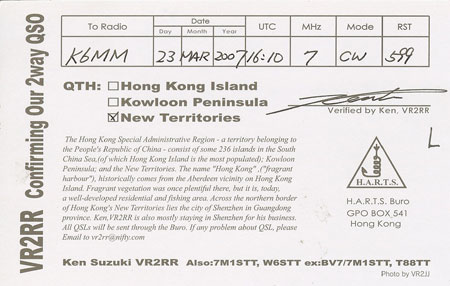 To Radio Date UTC MHz Mode RST
Day Month Year
K6MM 23 MAR 2007 16:10 7 CW 599
VR2RR Confirming Our 2way QSO
QTH: ☐Hong Kong Island
☐Kowloon Peninsula
☒New Territories
Verified by Ken, VR2RR
The Hong Kong Special Administrative Region - a territory belonging to
the People's Republic of China - consist of some 236 islands in the South
China Sea,(of which Hong Kong Island is the most populated); Kowloon
Peninsula; and the New Territories. The name "Hong Kong" ,("fragrant
harbour"), historically comes from the Aberdeen vicinity on Hong Kong
Island. Fragrant vegetation was once plentiful there, but it is, today,
a well-developed residential and fishing area. Across the northern border
of Hong Kong's New Territories lies the city of Shenzhen in Guangdong
province. Ken,VR2RR is also mostly staying in Shenzhen for his business.
All QSLs will be sent through the Buro. If any problem on QSL, please
Email to vr2rr@nifty.com
L
H.A.R.T.S.
H.A.R.T.S. Buro
GPO BOX 541
Hong Kong
Ken Suzuki VR2RR Also:7M1STT, W6STT ex:BV7/7M1STT, T88TT
Photo by VR2JJ